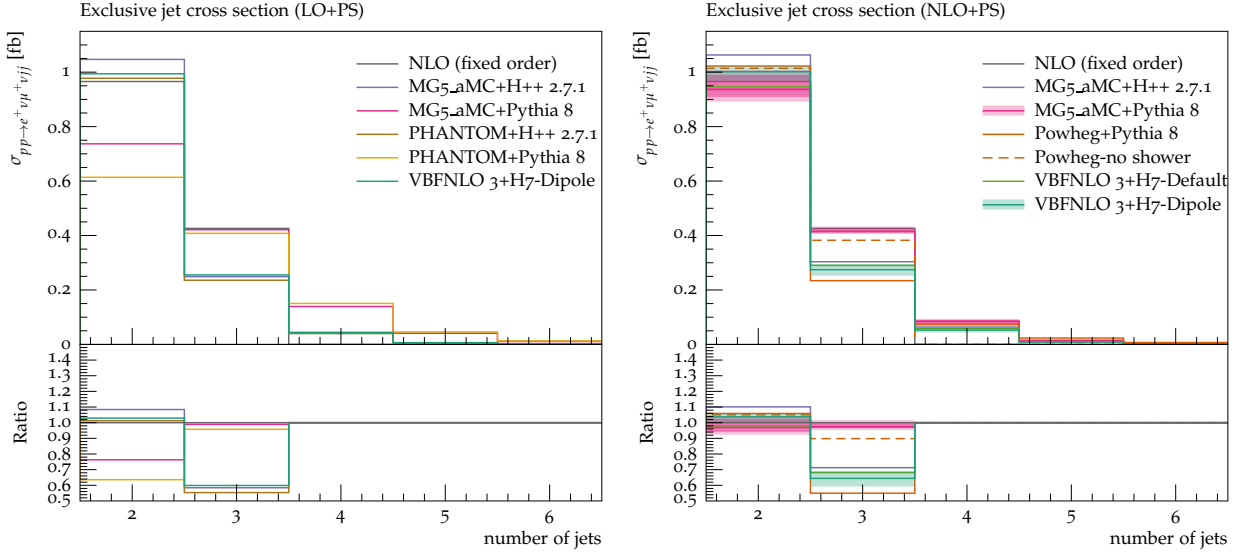 Exclusive jet cross section (LO+PS)
σpp→e⁺νμ⁺νjj [fb]
NLO (fixed order)
MG5_aMC+H++ 2.7.1
MG5_aMC+Pythia 8
PHANTOM+H++ 2.7.1
PHANTOM+Pythia 8
VBFNLO 3+H7-Dipole
1
0.8
0.6
0.4
0.2
0
Ratio
1.4
1.3
1.2
1.1
1.0
0.9
0.8
0.7
0.6
0.5
2 3 4 5 6
number of jets
Exclusive jet cross section (NLO+PS)
σpp→e⁺νμ⁺νjj [fb]
NLO (fixed order)
MG5_aMC+H++ 2.7.1
MG5_aMC+Pythia 8
Powheg+Pythia 8
Powheg-no shower
VBFNLO 3+H7-Default
VBFNLO 3+H7-Dipole
1
0.8
0.6
0.4
0.2
0
Ratio
1.4
1.3
1.2
1.1
1.0
0.9
0.8
0.7
0.6
0.5
2 3 4 5 6
number of jets